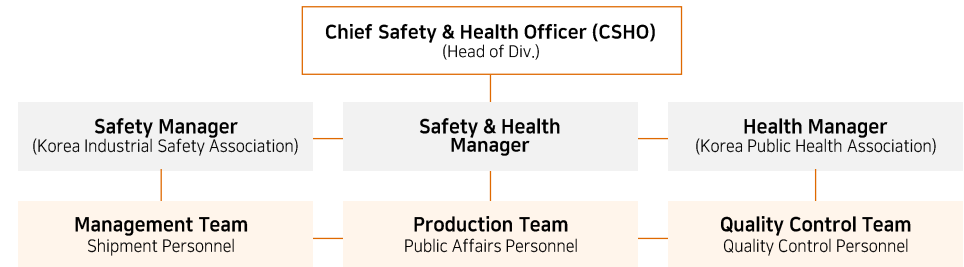 Chief Safety & Health Officer (CSHO)
(Head of Div.)
Safety Manager
(Korea Industrial Safety Association)
Safety & Health
Manager
Health Manager
(Korea Public Health Association)
Management Team
Shipment Personnel
Production Team
Public Affairs Personnel
Quality Control Team
Quality Control Personnel